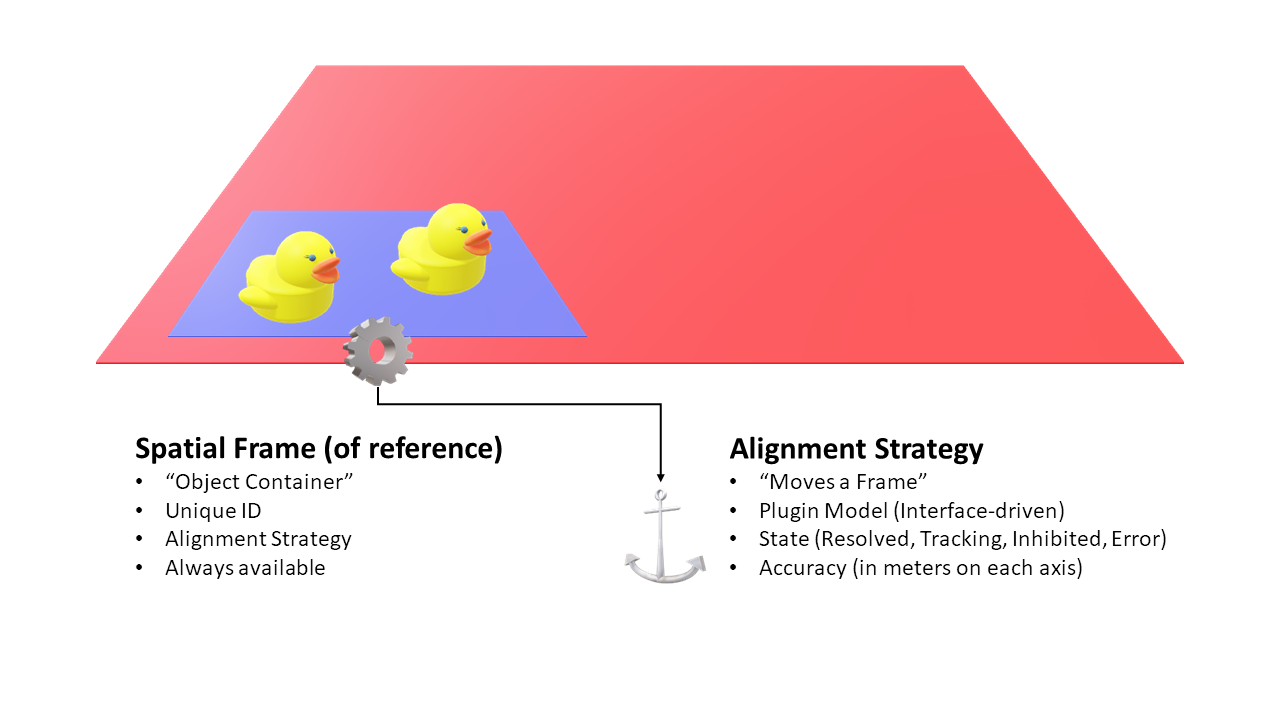 Spatial Frame (of reference)
• “Object Container”
• Unique ID
• Alignment Strategy
• Always available
Alignment Strategy
• “Moves a Frame”
• Plugin Model (Interface-driven)
• State (Resolved, Tracking, Inhibited, Error)
• Accuracy (in meters on each axis)